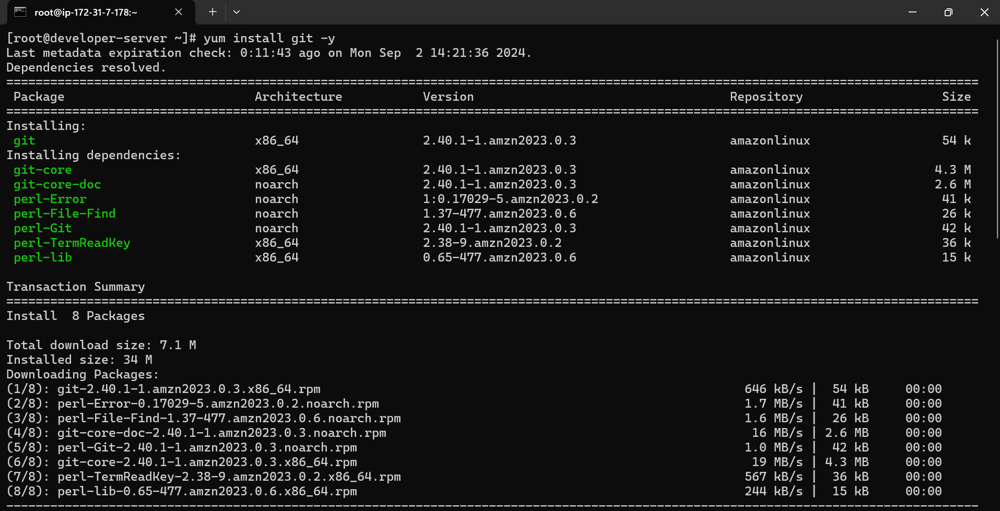 root@ip-172-31-7-178:~
[root@developer-server ~]# yum install git -y
Last metadata expiration check: 0:11:43 ago on Mon Sep  2 14:21:36 2024.
Dependencies resolved.
================================================================================
 Package Architecture Version Repository Size
================================================================================
Installing:
 git x86_64 2.40.1-1.amzn2023.0.3 amazonlinux 54 k
Installing dependencies:
 git-core x86_64 2.40.1-1.amzn2023.0.3 amazonlinux 4.3 M
 git-core-doc noarch 2.40.1-1.amzn2023.0.3 amazonlinux 2.6 M
 perl-Error noarch 1:0.17029-5.amzn2023.0.2 amazonlinux 41 k
 perl-File-Find noarch 1.37-477.amzn2023.0.6 amazonlinux 26 k
 perl-Git noarch 2.40.1-1.amzn2023.0.3 amazonlinux 42 k
 perl-TermReadKey x86_64 2.38-9.amzn2023.0.2 amazonlinux 36 k
 perl-lib x86_64 0.65-477.amzn2023.0.6 amazonlinux 15 k
Transaction Summary
================================================================================
Install  8 Packages
Total download size: 7.1 M
Installed size: 34 M
Downloading Packages:
(1/8): git-2.40.1-1.amzn2023.0.3.x86_64.rpm 646 kB/s |  54 kB 00:00
(2/8): perl-Error-0.17029-5.amzn2023.0.2.noarch.rpm 1.7 MB/s |  41 kB 00:00
(3/8): perl-File-Find-1.37-477.amzn2023.0.6.noarch.rpm 1.6 MB/s |  26 kB 00:00
(4/8): git-core-doc-2.40.1-1.amzn2023.0.3.noarch.rpm 16 MB/s | 2.6 MB 00:00
(5/8): perl-Git-2.40.1-1.amzn2023.0.3.noarch.rpm 1.0 MB/s |  42 kB 00:00
(6/8): git-core-2.40.1-1.amzn2023.0.3.x86_64.rpm 19 MB/s | 4.3 MB 00:00
(7/8): perl-TermReadKey-2.38-9.amzn2023.0.2.x86_64.rpm 567 kB/s |  36 kB 00:00
(8/8): perl-lib-0.65-477.amzn2023.0.6.x86_64.rpm 244 kB/s |  15 kB 00:00
--------------------------------------------------------------------------------